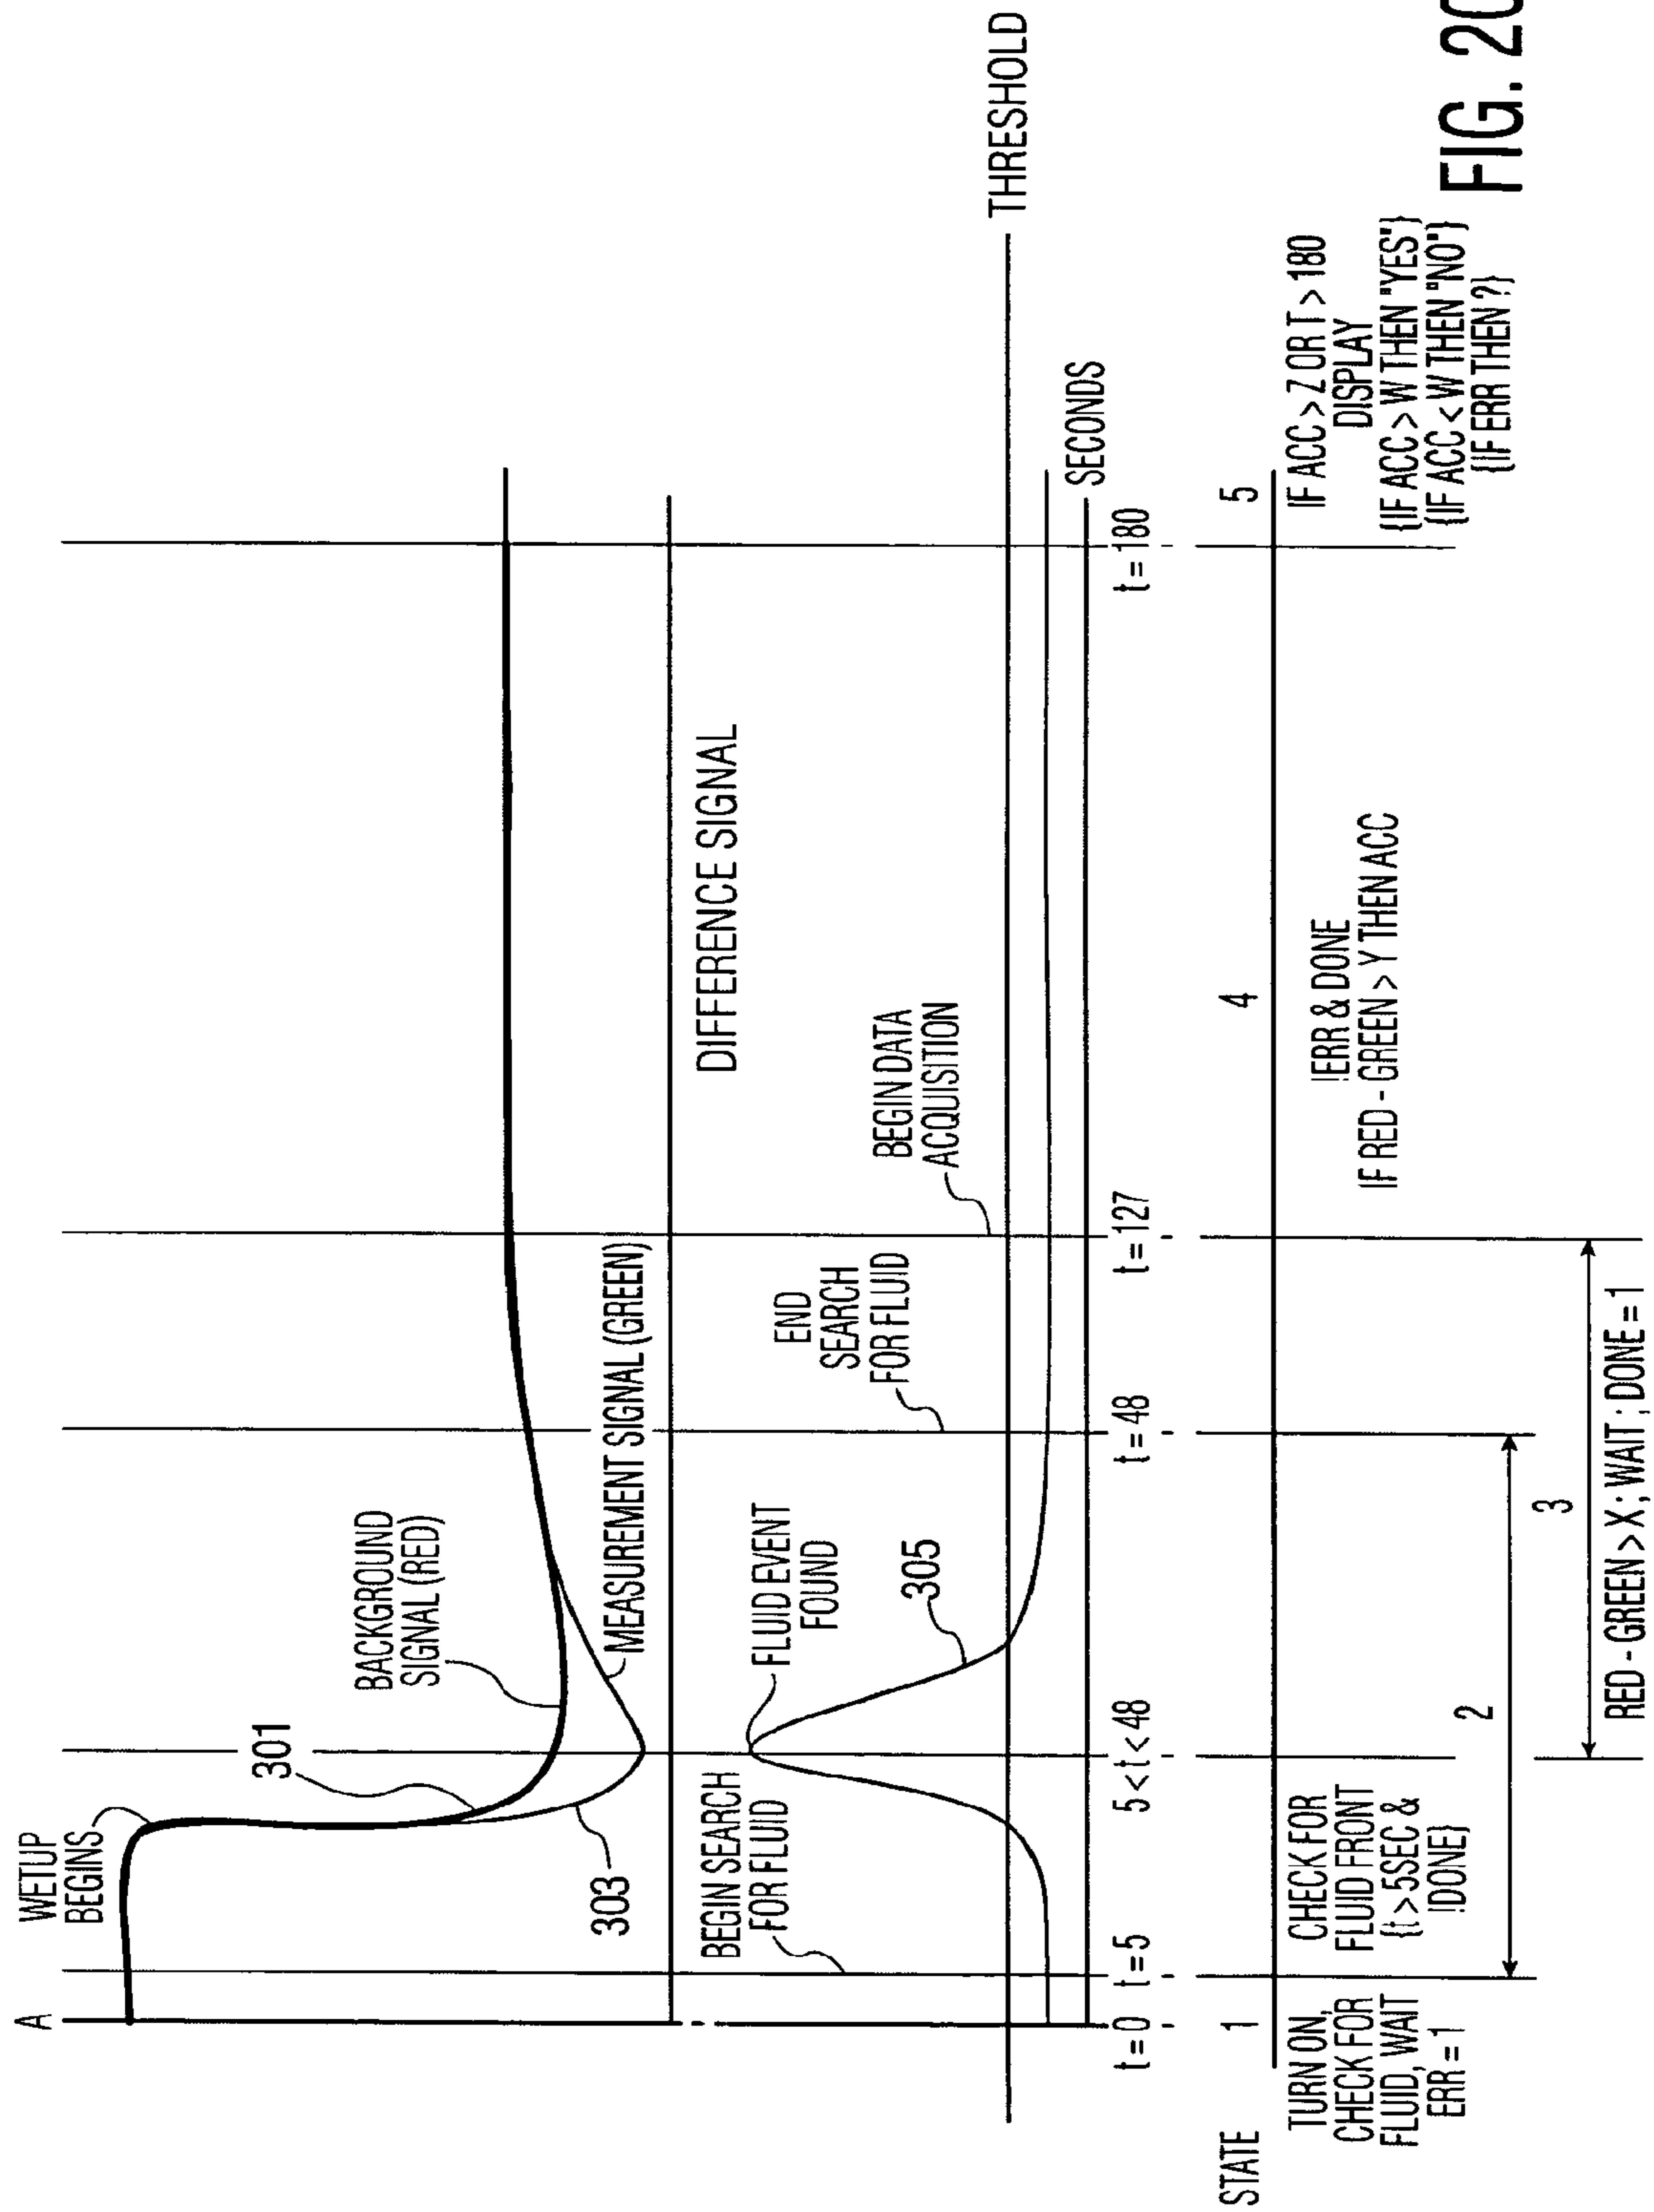 A
WETUP
BEGINS
301
303
BACKGROUND
SIGNAL (RED)
MEASUREMENT SIGNAL (GREEN)
DIFFERENCE SIGNAL
BEGIN SEARCH
FOR FLUID
FLUID EVENT
FOUND
305
END
SEARCH
FOR FLUID
BEGIN DATA
ACQUISITION
THRESHOLD
SECONDS
t = 0
t = 5
5 < t < 48
t = 48
t = 127
t = 180
STATE
1
4
5
TURN ON,
CHECK FOR
FLUID, WAIT
ERR = 1
CHECK FOR
FLUID FRONT
{t > 5SEC &
!DONE}
!ERR & DONE
IF RED - GREEN > Y THEN ACC
IF ACC > Z OR T > 180
DISPLAY
{IF ACC > W THEN "YES"}
{IF ACC < W THEN "NO"}
{IF ERR THEN ?}
2
3
RED - GREEN > X; WAIT; DONE = 1